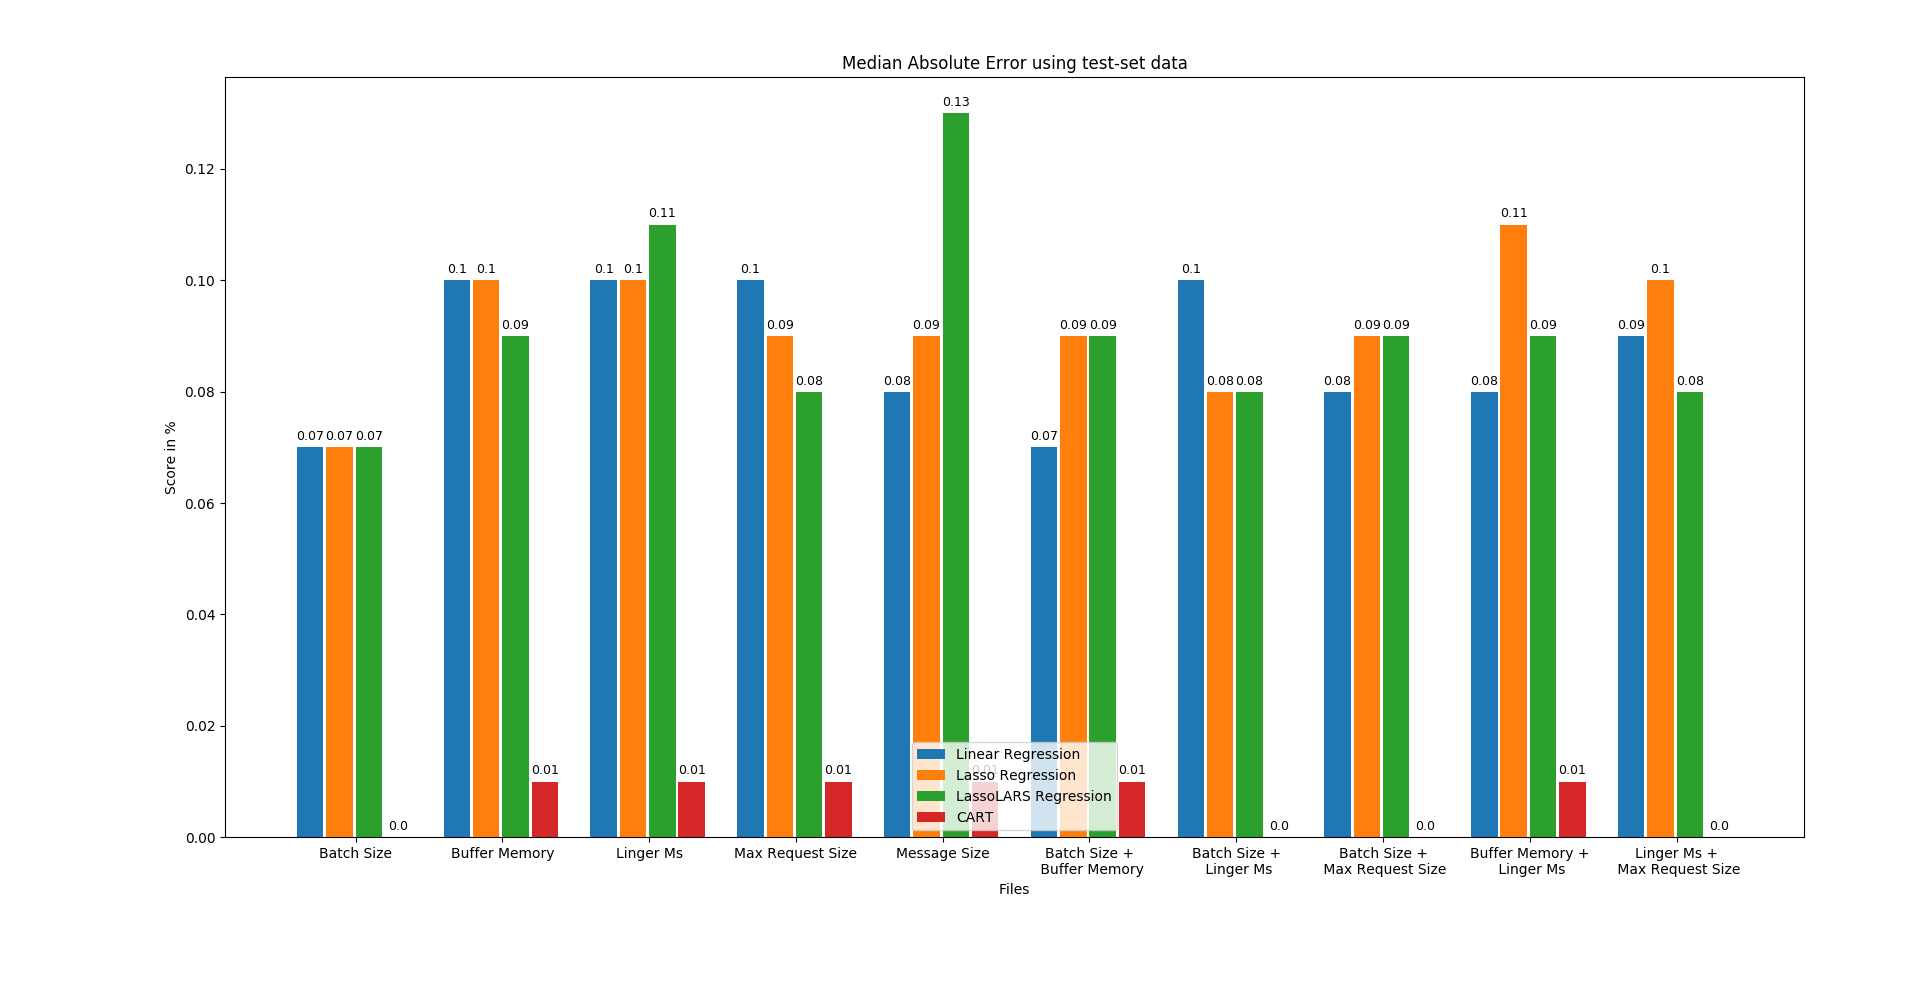 Median Absolute Error using test-set data
0.13
0.12
0.11
0.11
0.1 0.1
0.1 0.1
0.1
0.1
0.1
0.10
0.09
0.09
0.09
0.09 0.09
0.09 0.09
0.09
0.09
0.08
0.08
0.08
0.08 0.08
0.08
0.08
0.08
0.07 0.07 0.07
0.07
Score in %
0.06
0.04
0.02
0.01
0.01
0.01
0.01
0.01
0.01
0.0
0.0
0.0
0.0
0.00
Linear Regression
Lasso Regression
LassoLARS Regression
CART
Batch Size
Buffer Memory
Linger Ms
Max Request Size
Message Size
Batch Size +
Buffer Memory
Batch Size +
Linger Ms
Batch Size +
Max Request Size
Buffer Memory +
Linger Ms
Linger Ms +
Max Request Size
Files